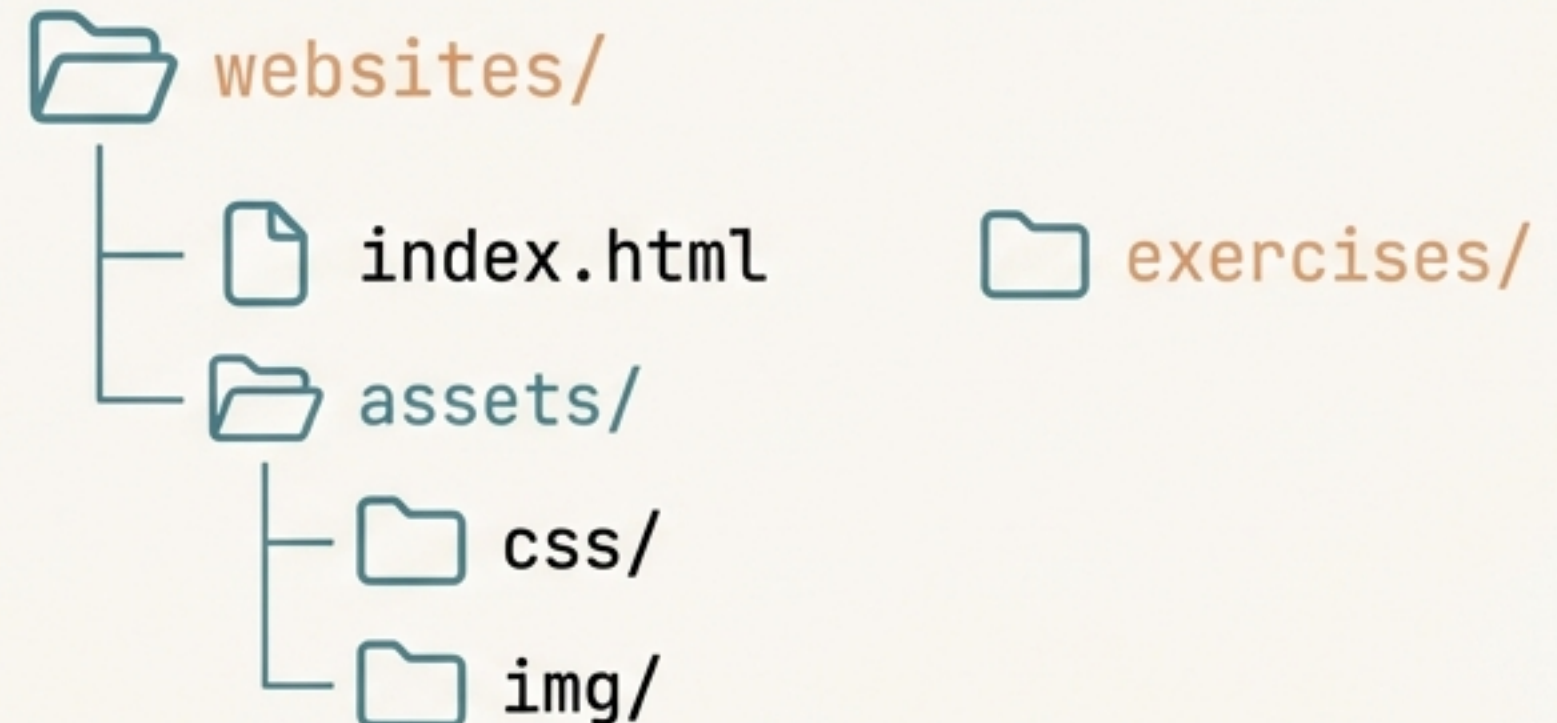 websites/
index.html
exercises/
assets/
css/
img/